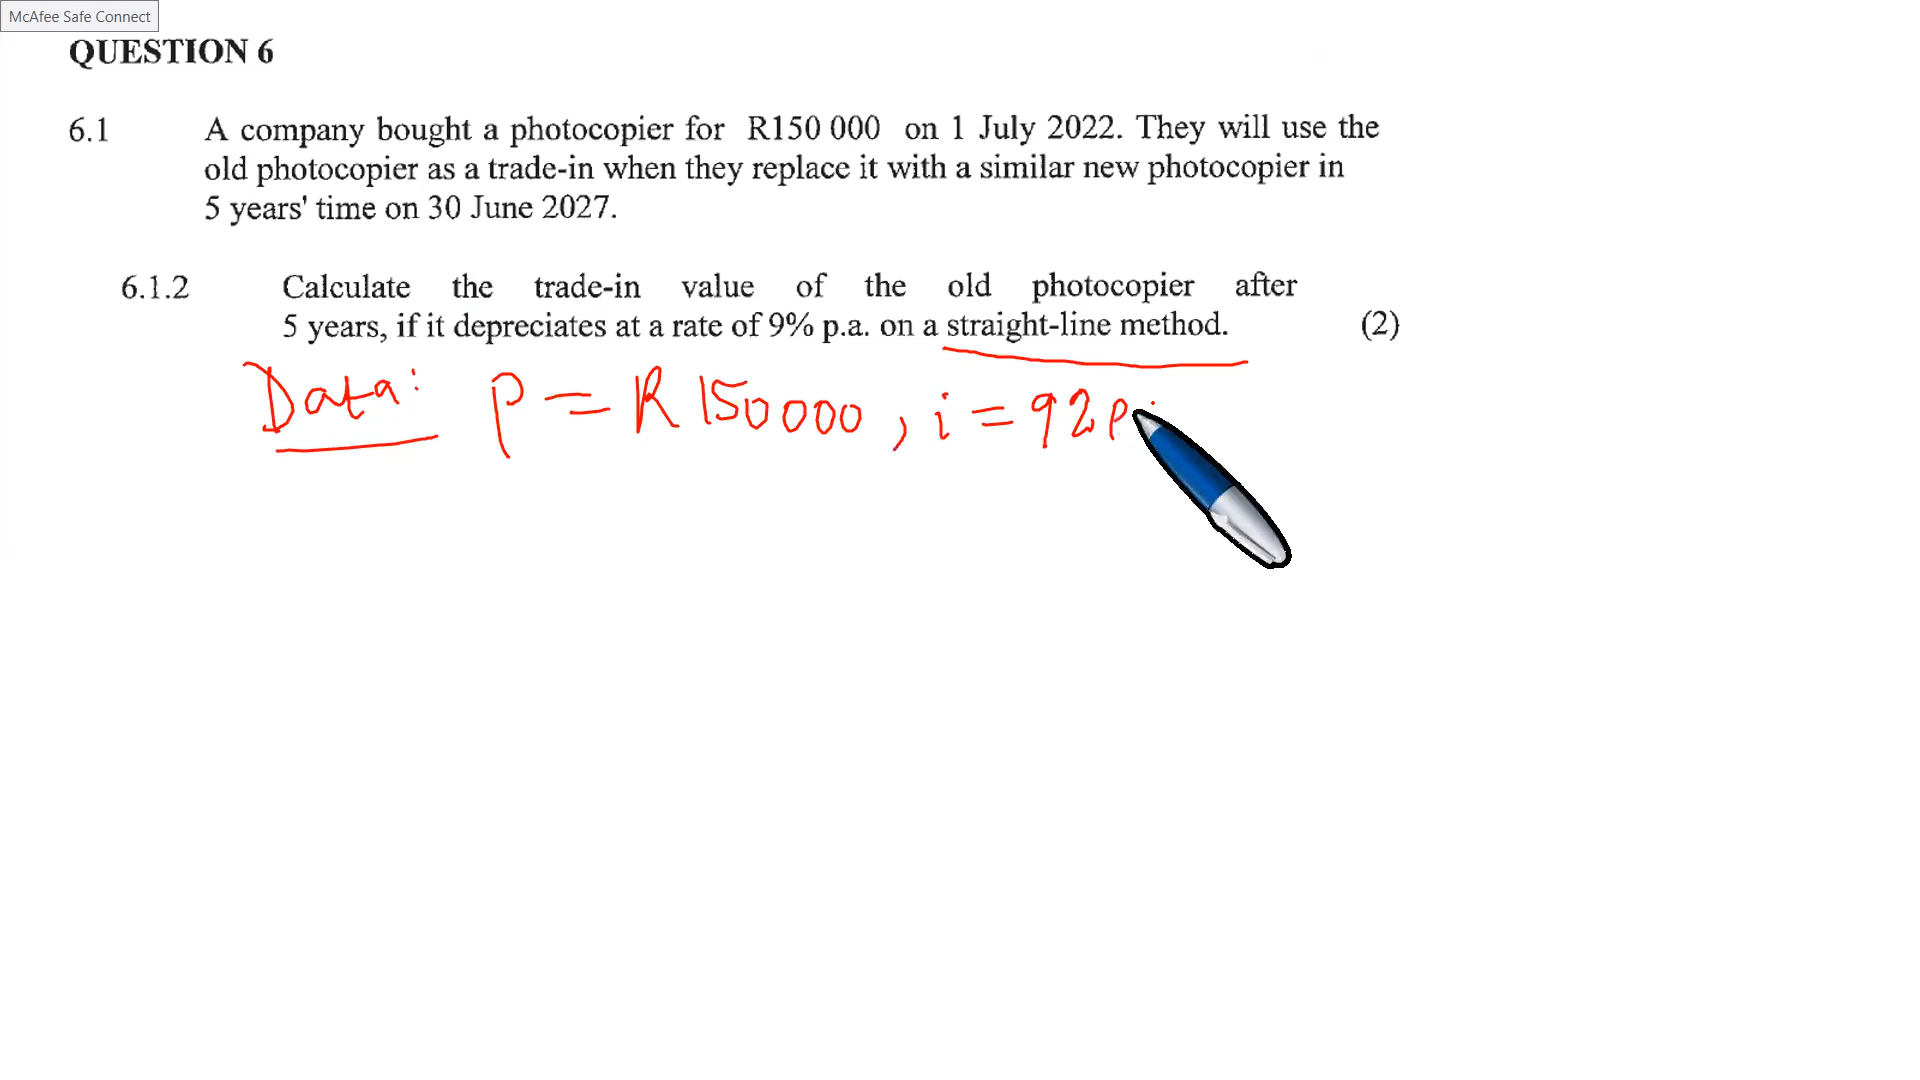 McAfee Safe Connect
QUESTION 6
6.1 A company bought a photocopier for R150 000 on 1 July 2022. They will use the
old photocopier as a trade-in when they replace it with a similar new photocopier in
5 years' time on 30 June 2027.
6.1.2 Calculate the trade-in value of the old photocopier after
5 years, if it depreciates at a rate of 9% p.a. on a straight-line method. (2)
Data: P = R150000, i = 9% p.